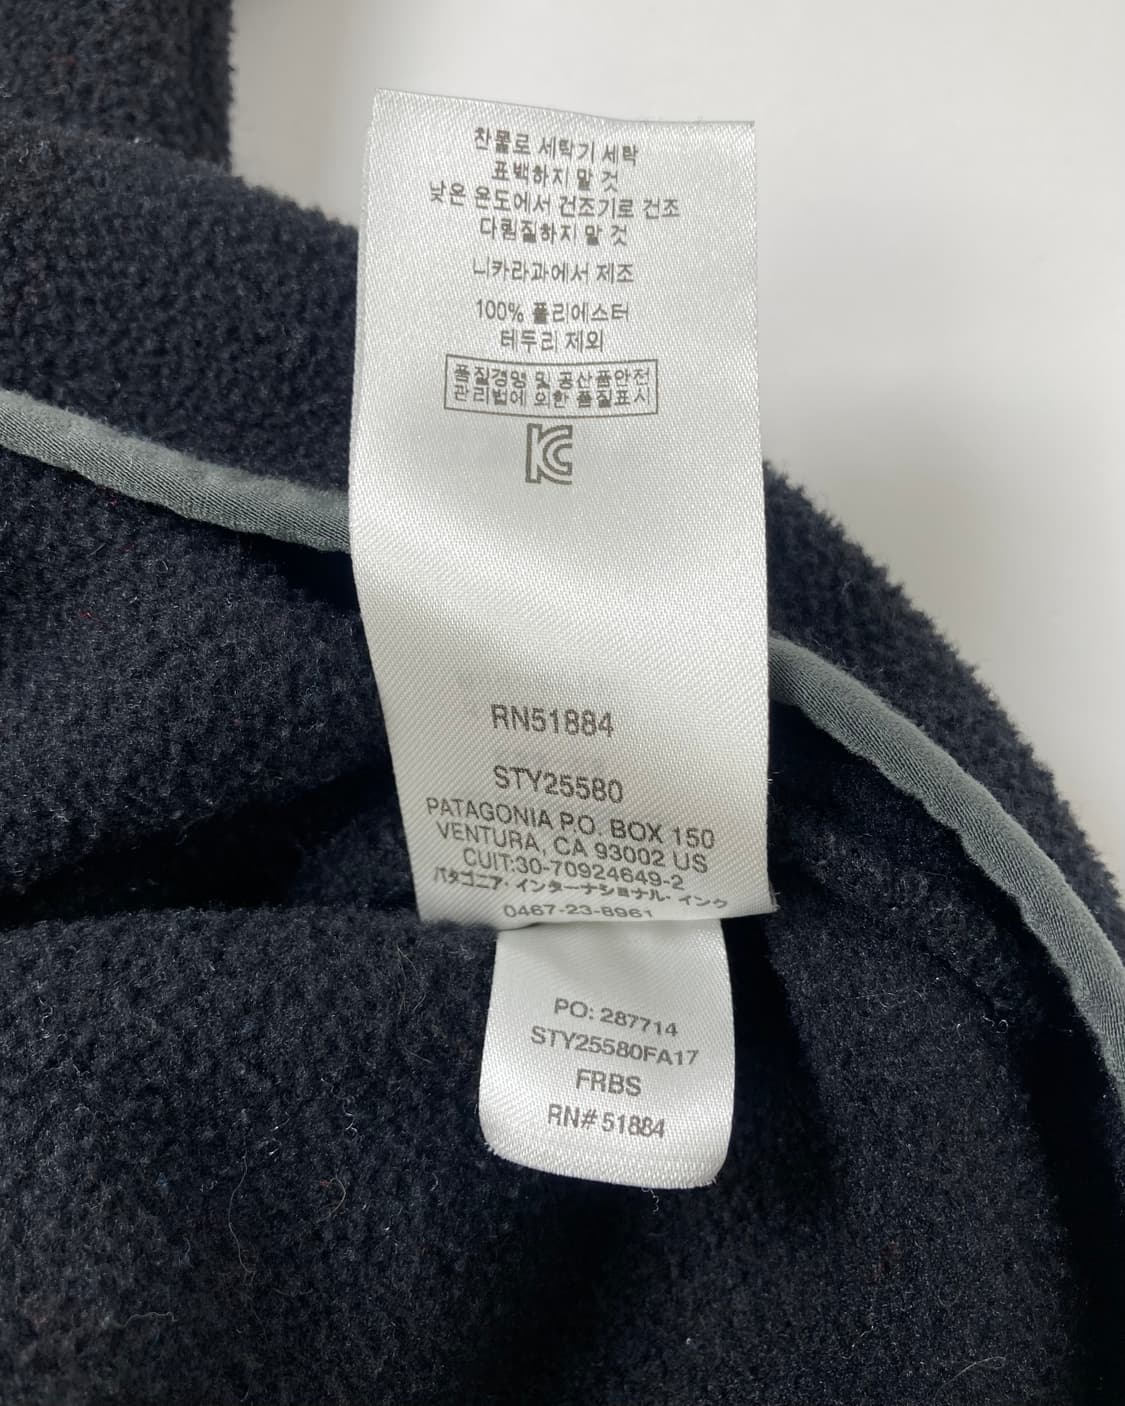 찬물로 세탁기 세탁
표백하지 말 것
낮은 온도에서 건조기로 건조
다림질하지 말 것
니카라과에서 제조
100% 폴리에스터
테두리 제외
품질경영 및 공산품안전
관리법에 의한 품질표시
KC
RN51884
STY25580
PATAGONIA P.O. BOX 150
VENTURA, CA 93002 US
CUIT:30-70924649-2
パタゴニア・インターナショナル・インク
0467-23-8961
PO: 287714
STY25580FA17
FRBS
RN# 51884